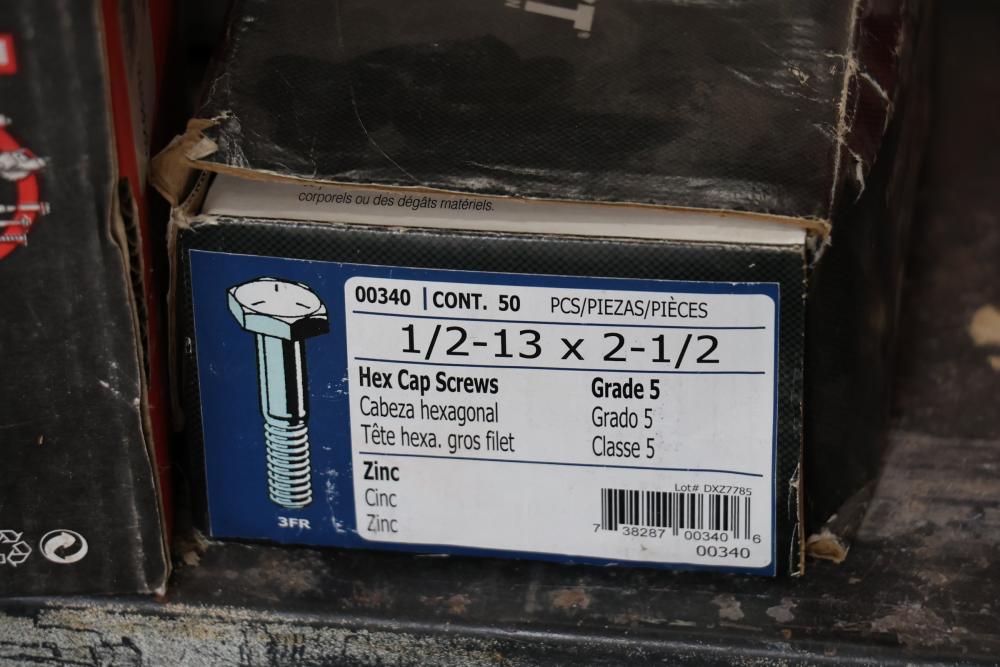 corporels ou des dégâts matériels.
00340 | CONT. 50 PCS/PIEZAS/PIÈCES
1/2-13 x 2-1/2
Hex Cap Screws Grade 5
Cabeza hexagonal Grado 5
Tête hexa. gros filet Classe 5
Zinc
Cinc
Zinc
Lot# DXZ7785
7 38287 00340 6
00340
3FR